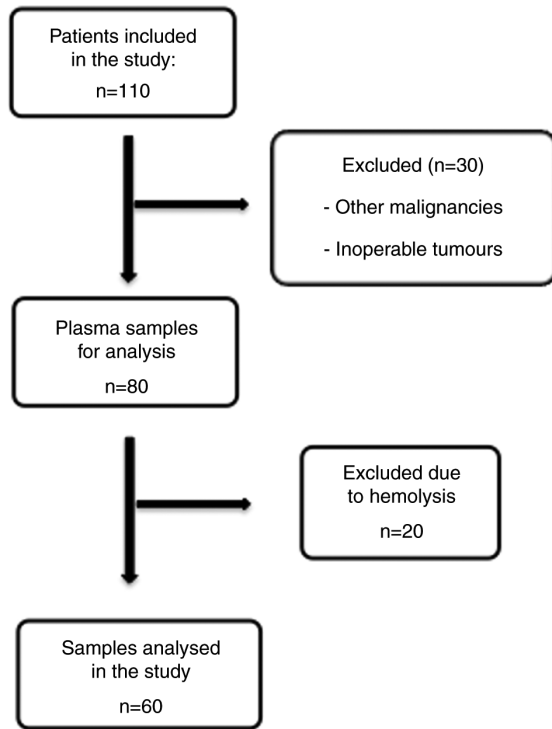 Patients included
in the study:
n=110
Excluded (n=30)
- Other malignancies
- Inoperable tumours
Plasma samples
for analysis
n=80
Excluded due
to hemolysis
n=20
Samples analysed
in the study
n=60